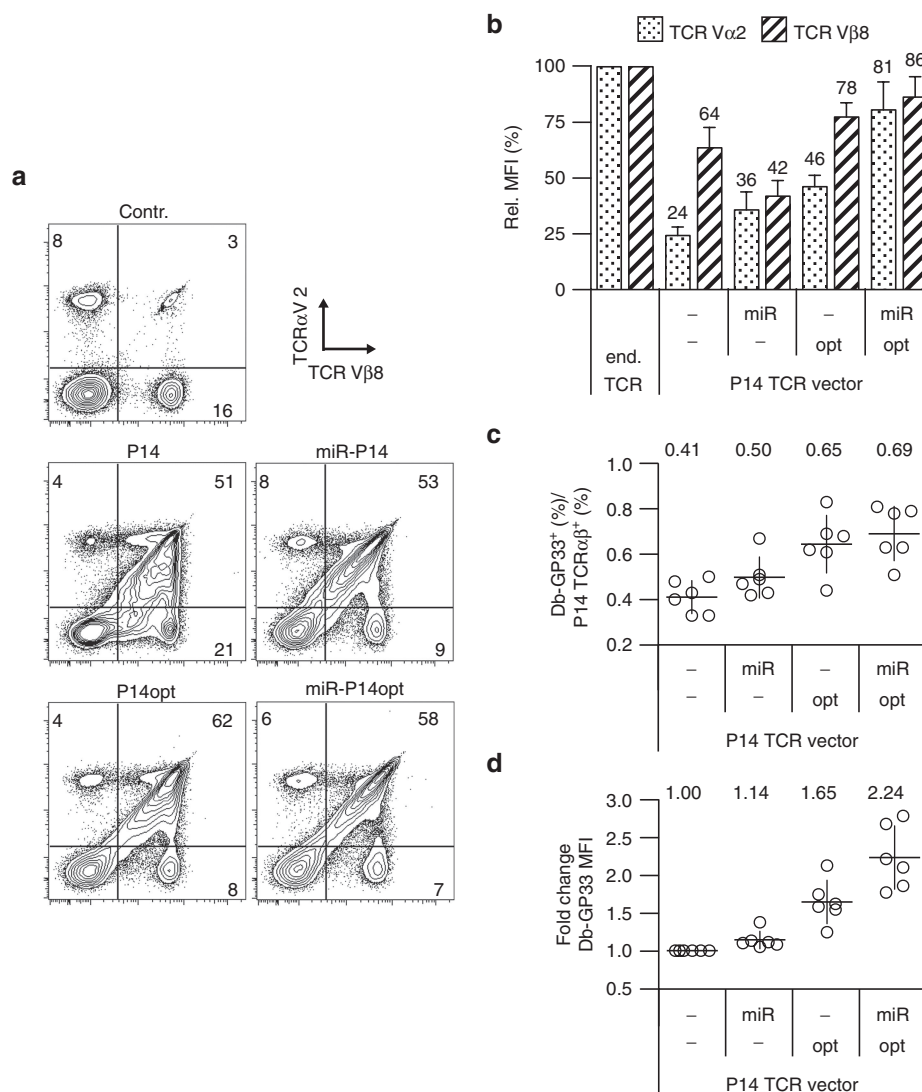 a
Contr.
8 3
16
TCRαV 2
TCR Vβ8
P14 miR-P14
4 51 8 53
21 9
P14opt miR-P14opt
4 62 6 58
8 7
b
TCR Vα2 TCR Vβ8
Rel. MFI (%)
100
75
50
25
0
24 64 36 42 46 78 81 86
– miR – miR
– – opt opt
end.
TCR
P14 TCR vector
c
0.41 0.50 0.65 0.69
Db-GP33⁺ (%)/
P14 TCRαβ⁺ (%)
1.0
0.8
0.6
0.4
0.2
– miR – miR
– – opt opt
P14 TCR vector
d
1.00 1.14 1.65 2.24
Fold change
Db-GP33 MFI
3.0
2.5
2.0
1.5
1.0
0.5
– miR – miR
– – opt opt
P14 TCR vector